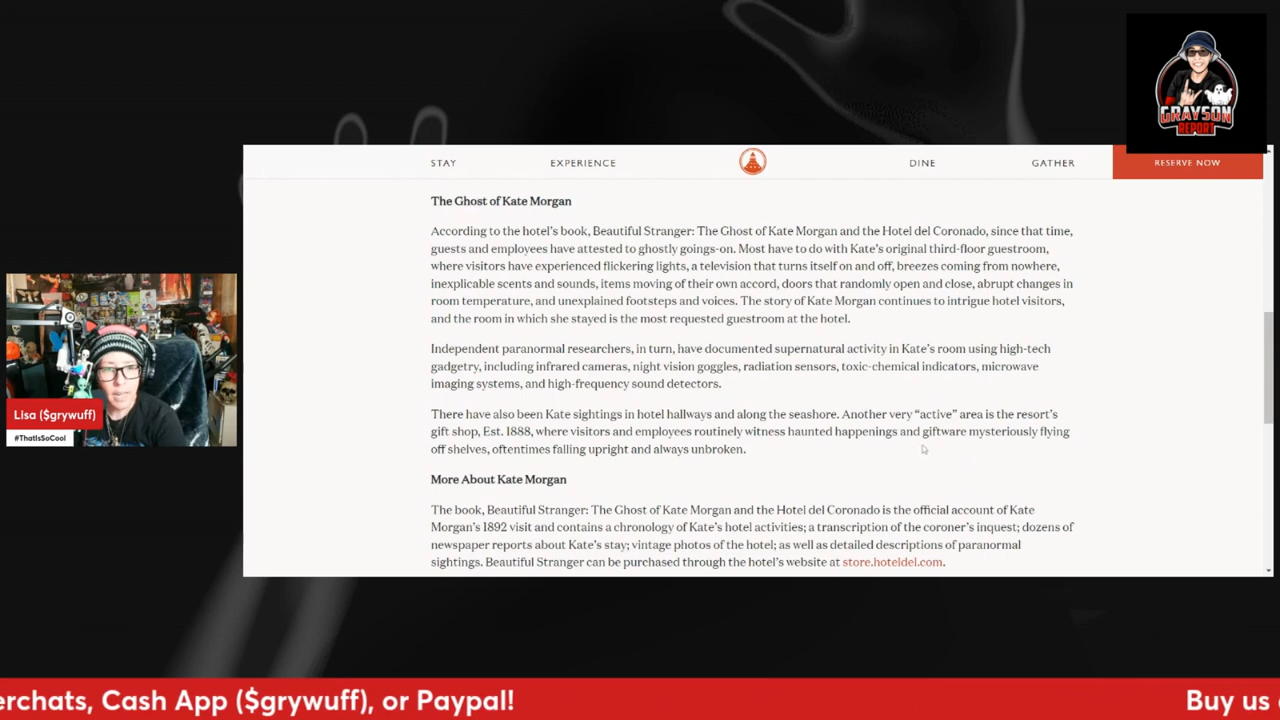 GRAYSON
REPORT
STAY
EXPERIENCE
DINE
GATHER
RESERVE NOW
The Ghost of Kate Morgan
According to the hotel's book, Beautiful Stranger: The Ghost of Kate Morgan and the Hotel del Coronado, since that time,
guests and employees have attested to ghostly goings-on. Most have to do with Kate's original third-floor guestroom,
where visitors have experienced flickering lights, a television that turns itself on and off, breezes coming from nowhere,
inexplicable scents and sounds, items moving of their own accord, doors that randomly open and close, abrupt changes in
room temperature, and unexplained footsteps and voices. The story of Kate Morgan continues to intrigue hotel visitors,
and the room in which she stayed is the most requested guestroom at the hotel.
Independent paranormal researchers, in turn, have documented supernatural activity in Kate's room using high-tech
gadgetry, including infrared cameras, night vision goggles, radiation sensors, toxic-chemical indicators, microwave
imaging systems, and high-frequency sound detectors.
There have also been Kate sightings in hotel hallways and along the seashore. Another very “active” area is the resort's
gift shop, Est. 1888, where visitors and employees routinely witness haunted happenings and giftware mysteriously flying
off shelves, oftentimes falling upright and always unbroken.
More About Kate Morgan
The book, Beautiful Stranger: The Ghost of Kate Morgan and the Hotel del Coronado is the official account of Kate
Morgan's 1892 visit and contains a chronology of Kate's hotel activities; a transcription of the coroner's inquest; dozens of
newspaper reports about Kate's stay; vintage photos of the hotel; as well as detailed descriptions of paranormal
sightings. Beautiful Stranger can be purchased through the hotel's website at store.hoteldel.com.
Lisa ($grywuff)
#ThatIsSoCool
erchats, Cash App ($grywuff), or Paypal!
Buy us